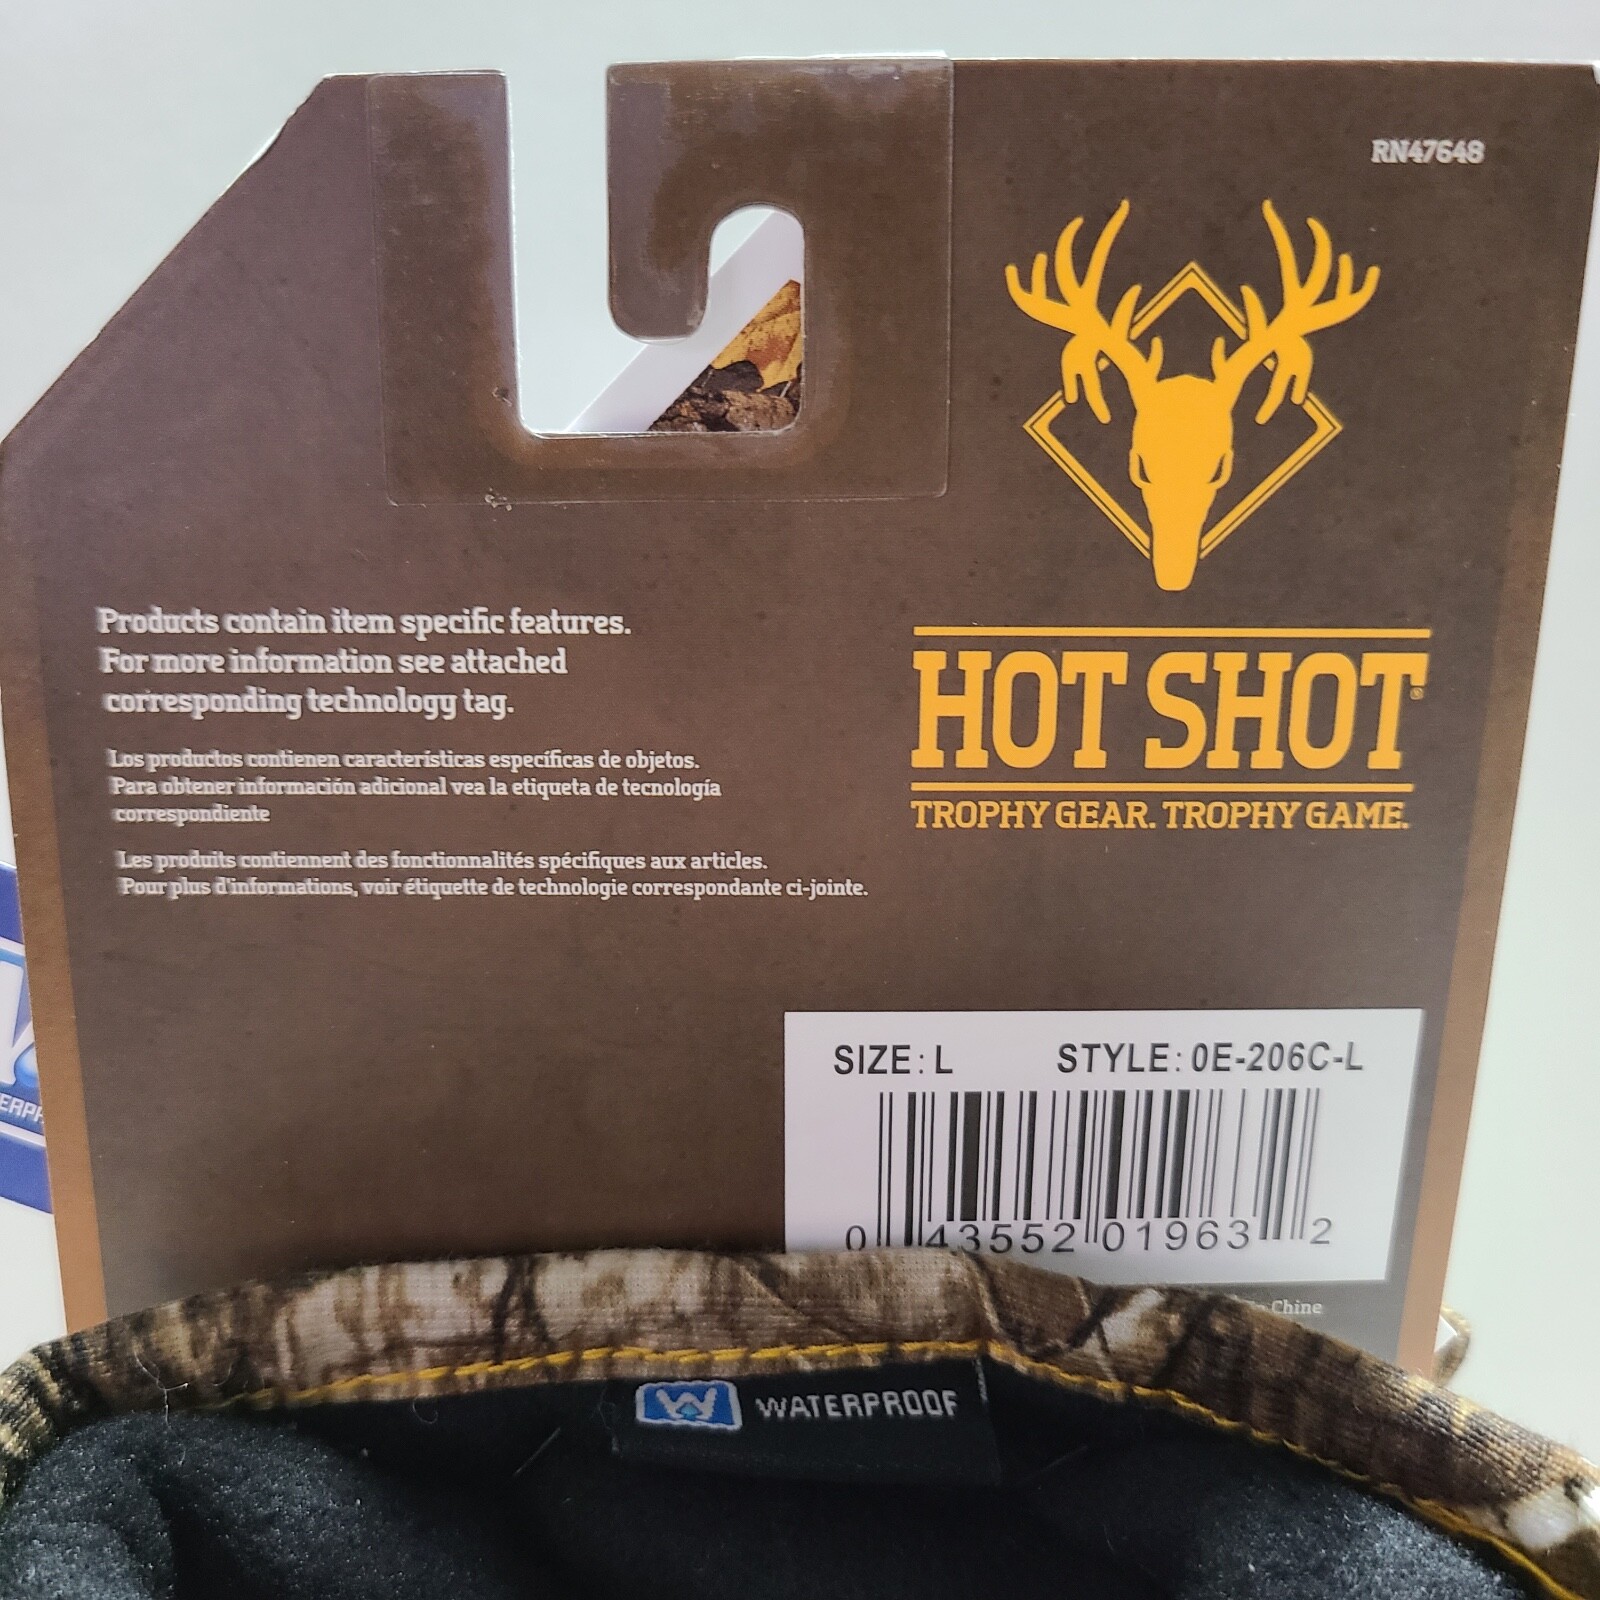 RN47648
Products contain item specific features.
For more information see attached
corresponding technology tag.
Los productos contienen características específicas de objetos.
Para obtener información adicional vea la etiqueta de tecnología
correspondiente
Les produits contiennent des fonctionnalités spécifiques aux articles.
Pour plus d'informations, voir étiquette de technologie correspondante ci-jointe.
HOT SHOT®
TROPHY GEAR. TROPHY GAME.
SIZE: L STYLE: 0E-206C-L
0 43552 01963 2
Chine
W WATERPROOF